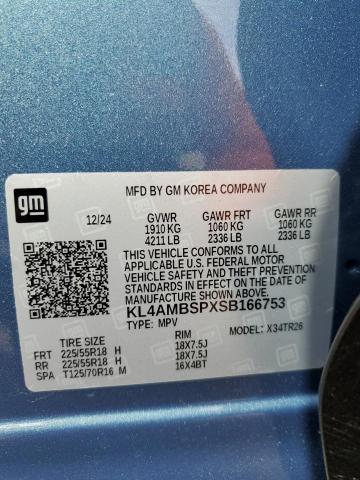 gm
MFD BY GM KOREA COMPANY
12/24 GVWR GAWR FRT GAWR RR
1910 KG 1060 KG 1060 KG
4211 LB 2336 LB 2336 LB
THIS VEHICLE CONFORMS TO ALL
APPLICABLE U.S. FEDERAL MOTOR
VEHICLE SAFETY AND THEFT PREVENTION
STANDARDS IN EFFECT ON THE DATE OF
MANUFACTURE SHOWN ABOVE.
KL4AMBSPXSB166753
TYPE: MPV MODEL: X34TR26
TIRE SIZE RIM
FRT 225/55R18 H 18X7.5J
RR 225/55R18 H 18X7.5J
SPA T125/70R16 M 16X4BT